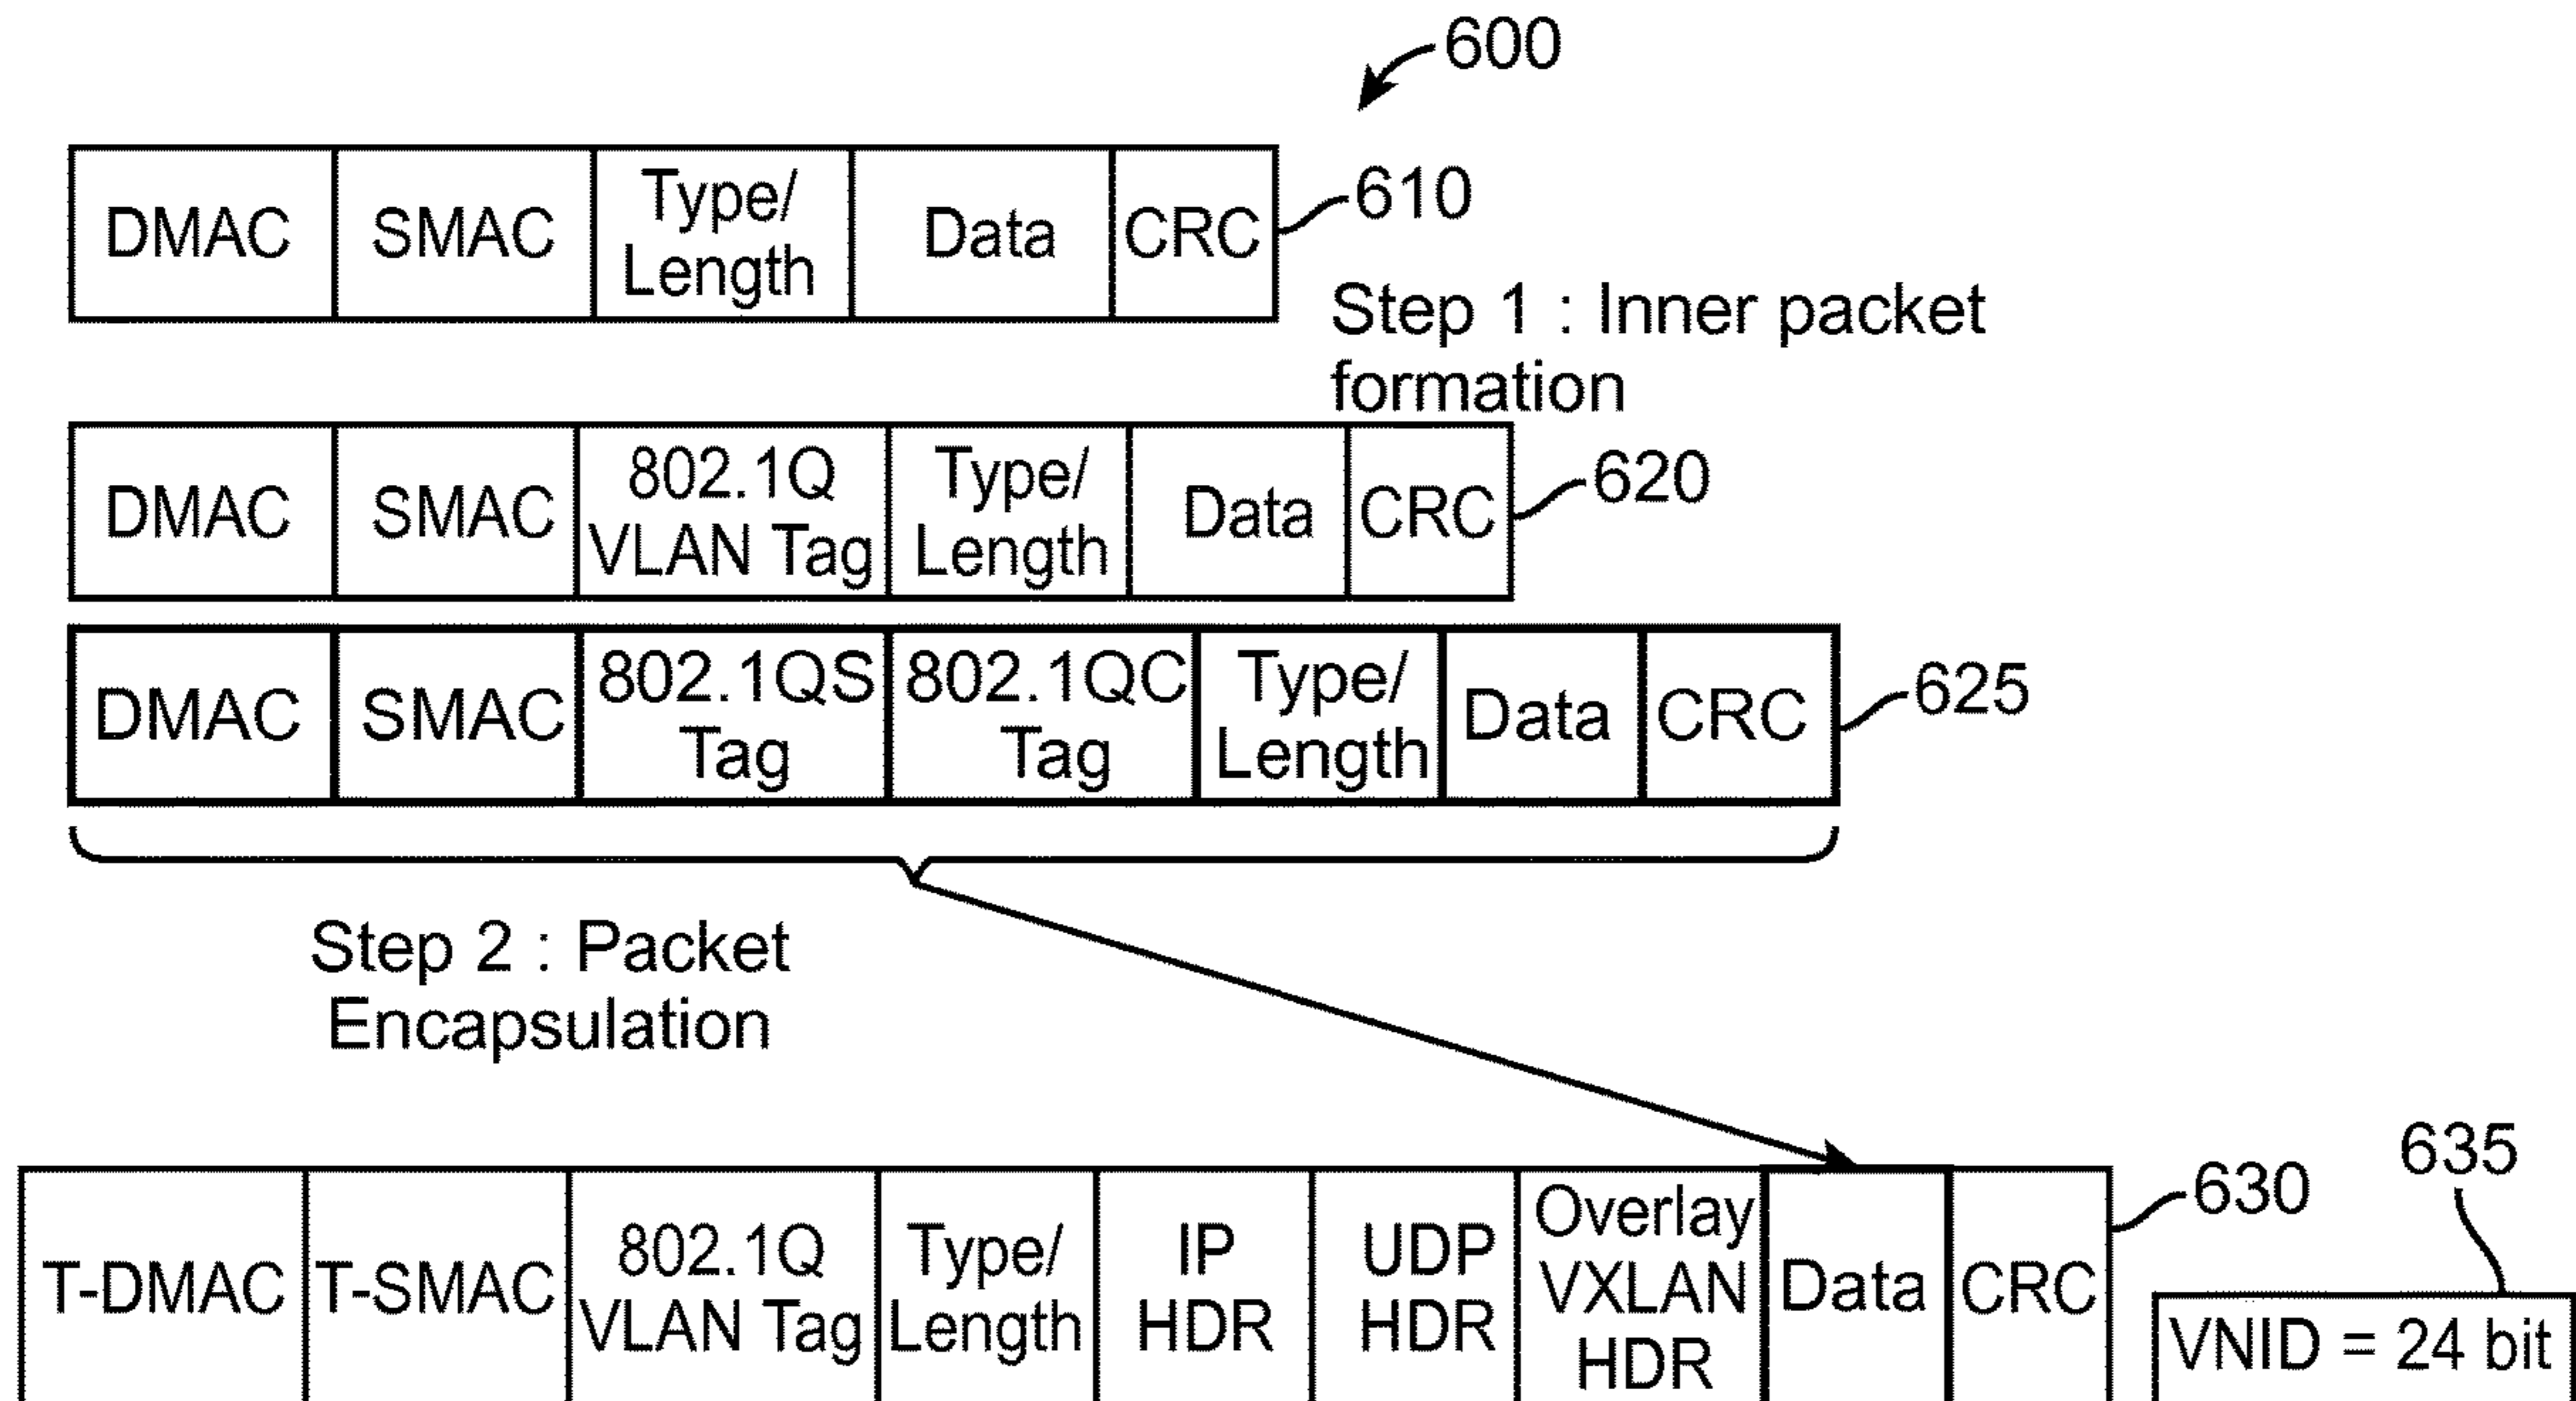 600
DMAC SMAC Type/ Length Data CRC 610
Step 1 : Inner packet
formation
DMAC SMAC 802.1Q VLAN Tag Type/ Length Data CRC 620
DMAC SMAC 802.1QS Tag 802.1QC Tag Type/ Length Data CRC 625
Step 2 : Packet
Encapsulation
T-DMAC T-SMAC 802.1Q VLAN Tag Type/ Length IP HDR UDP HDR Overlay VXLAN HDR Data CRC 630
635
VNID = 24 bit